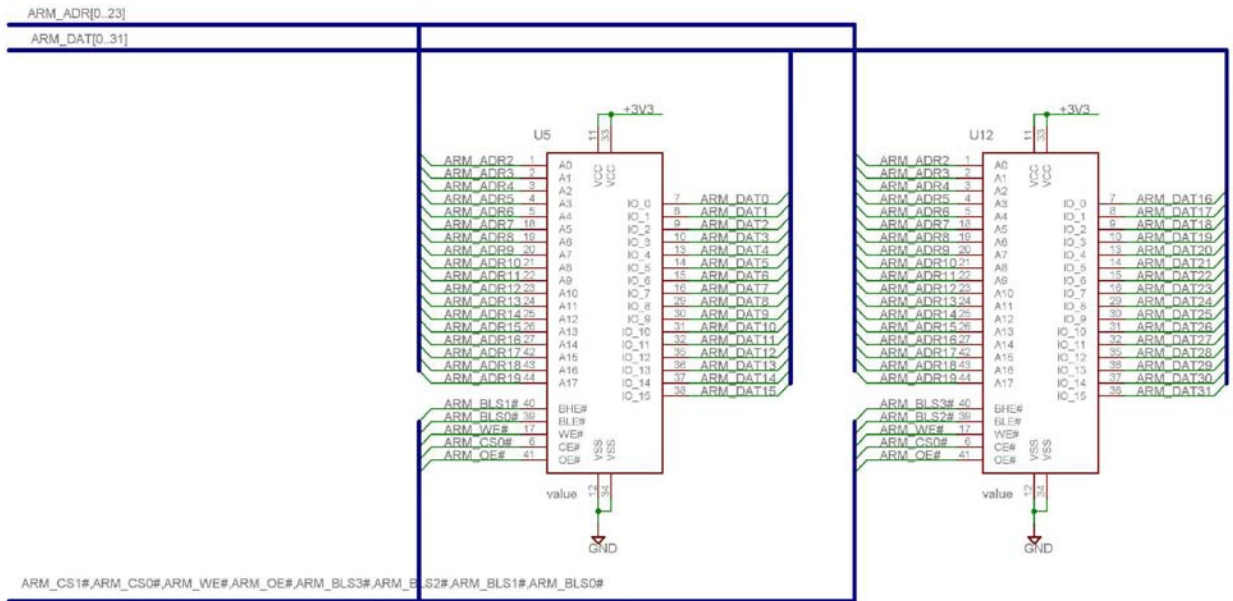 ARM_ADR[0..23]
ARM_DAT[0..31]
+3V3
+3V3
U5
U12
11 33
11 33
VCC VCC
VCC VCC
ARM_ADR2 1 A0
ARM_ADR3 2 A1
ARM_ADR4 3 A2
ARM_ADR5 4 A3
ARM_ADR6 5 A4
ARM_ADR7 18 A5
ARM_ADR8 19 A6
ARM_ADR9 20 A7
ARM_ADR10 21 A8
ARM_ADR11 22 A9
ARM_ADR12 23 A10
ARM_ADR13 24 A11
ARM_ADR14 25 A12
ARM_ADR15 26 A13
ARM_ADR16 27 A14
ARM_ADR17 42 A15
ARM_ADR18 43 A16
ARM_ADR19 44 A17
ARM_BLS1# 40 BHE#
ARM_BLS0# 39 BLE#
ARM_WE# 17 WE#
ARM_CS0# 6 CE#
ARM_OE# 41 OE#
IO_0 7 ARM_DAT0
IO_1 8 ARM_DAT1
IO_2 9 ARM_DAT2
IO_3 10 ARM_DAT3
IO_4 13 ARM_DAT4
IO_5 14 ARM_DAT5
IO_6 15 ARM_DAT6
IO_7 16 ARM_DAT7
IO_8 29 ARM_DAT8
IO_9 30 ARM_DAT9
IO_10 31 ARM_DAT10
IO_11 32 ARM_DAT11
IO_12 35 ARM_DAT12
IO_13 36 ARM_DAT13
IO_14 37 ARM_DAT14
IO_15 38 ARM_DAT15
VSS VSS
value
12 34
GND
ARM_ADR2 1 A0
ARM_ADR3 2 A1
ARM_ADR4 3 A2
ARM_ADR5 4 A3
ARM_ADR6 5 A4
ARM_ADR7 18 A5
ARM_ADR8 19 A6
ARM_ADR9 20 A7
ARM_ADR10 21 A8
ARM_ADR11 22 A9
ARM_ADR12 23 A10
ARM_ADR13 24 A11
ARM_ADR14 25 A12
ARM_ADR15 26 A13
ARM_ADR16 27 A14
ARM_ADR17 42 A15
ARM_ADR18 43 A16
ARM_ADR19 44 A17
ARM_BLS3# 40 BHE#
ARM_BLS2# 39 BLE#
ARM_WE# 17 WE#
ARM_CS0# 6 CE#
ARM_OE# 41 OE#
IO_0 7 ARM_DAT16
IO_1 8 ARM_DAT17
IO_2 9 ARM_DAT18
IO_3 10 ARM_DAT19
IO_4 13 ARM_DAT20
IO_5 14 ARM_DAT21
IO_6 15 ARM_DAT22
IO_7 16 ARM_DAT23
IO_8 29 ARM_DAT24
IO_9 30 ARM_DAT25
IO_10 31 ARM_DAT26
IO_11 32 ARM_DAT27
IO_12 35 ARM_DAT28
IO_13 36 ARM_DAT29
IO_14 37 ARM_DAT30
IO_15 38 ARM_DAT31
VSS VSS
value
12 34
GND
ARM_CS1#,ARM_CS0#,ARM_WE#,ARM_OE#,ARM_BLS3#,ARM_BLS2#,ARM_BLS1#,ARM_BLS0#